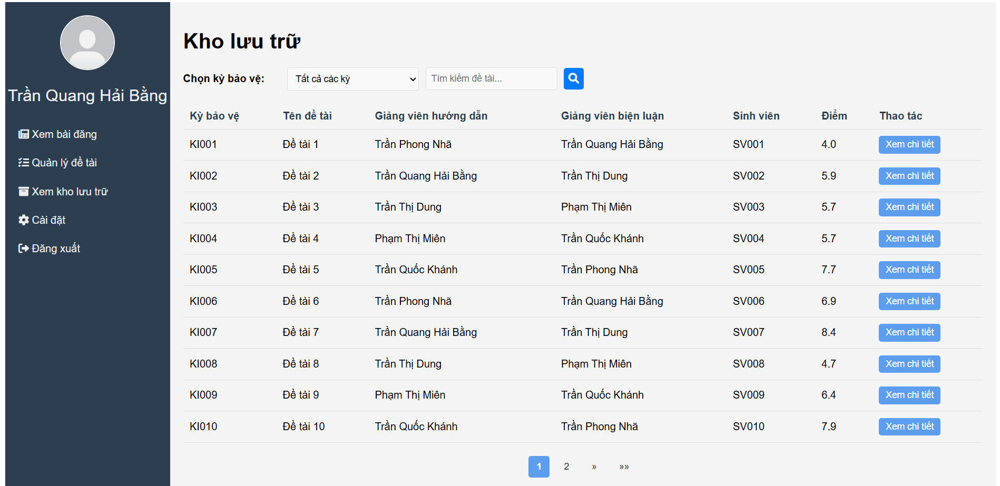 Trần Quang Hải Bằng
Xem bài đăng
Quản lý đề tài
Xem kho lưu trữ
Cài đặt
Đăng xuất
Kho lưu trữ
Chọn kỳ bảo vệ: Tất cả các kỳ Tìm kiếm đề tài...
Kỳ bảo vệ Tên đề tài Giảng viên hướng dẫn Giảng viên biện luận Sinh viên Điểm Thao tác
KI001 Đề tài 1 Trần Phong Nhã Trần Quang Hải Bằng SV001 4.0 Xem chi tiết
KI002 Đề tài 2 Trần Quang Hải Bằng Trần Thị Dung SV002 5.9 Xem chi tiết
KI003 Đề tài 3 Trần Thị Dung Phạm Thị Miên SV003 5.7 Xem chi tiết
KI004 Đề tài 4 Phạm Thị Miên Trần Quốc Khánh SV004 5.7 Xem chi tiết
KI005 Đề tài 5 Trần Quốc Khánh Trần Phong Nhã SV005 7.7 Xem chi tiết
KI006 Đề tài 6 Trần Phong Nhã Trần Quang Hải Bằng SV006 6.9 Xem chi tiết
KI007 Đề tài 7 Trần Quang Hải Bằng Trần Thị Dung SV007 8.4 Xem chi tiết
KI008 Đề tài 8 Trần Thị Dung Phạm Thị Miên SV008 4.7 Xem chi tiết
KI009 Đề tài 9 Phạm Thị Miên Trần Quốc Khánh SV009 6.4 Xem chi tiết
KI010 Đề tài 10 Trần Quốc Khánh Trần Phong Nhã SV010 7.9 Xem chi tiết
1 2 » »»